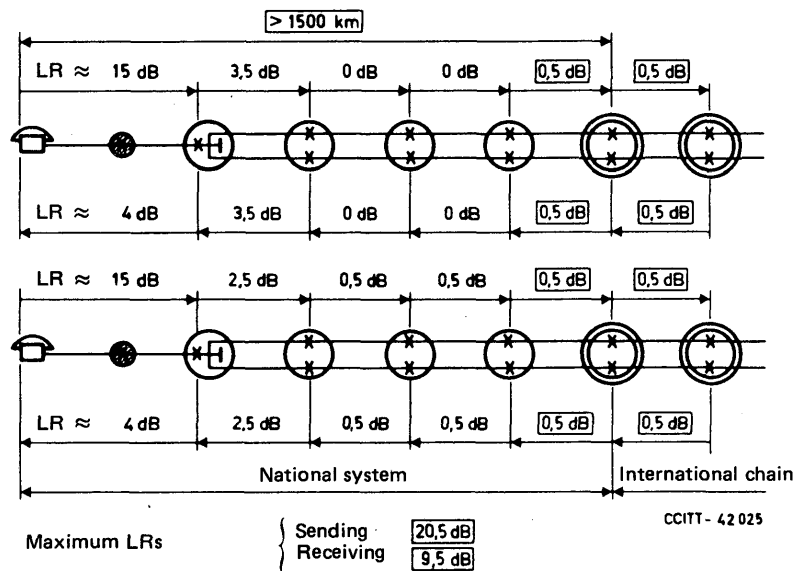 > 1500 km
LR ≈ 15 dB 3,5 dB 0 dB 0 dB 0,5 dB 0,5 dB
LR ≈ 4 dB 3,5 dB 0 dB 0 dB 0,5 dB 0,5 dB
LR ≈ 15 dB 2,5 dB 0,5 dB 0,5 dB 0,5 dB 0,5 dB
LR ≈ 4 dB 2,5 dB 0,5 dB 0,5 dB 0,5 dB 0,5 dB
National system International chain
CCITT - 42 025
Maximum LRs Sending 20,5 dB
Receiving 9,5 dB